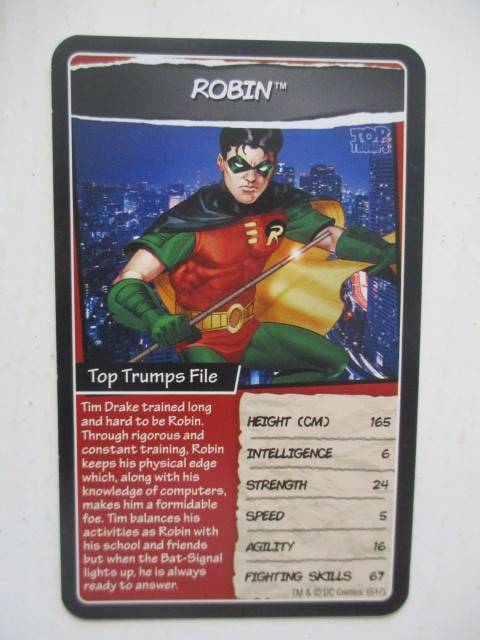 ROBIN™
TOP
TRUMPS
R
Top Trumps File
Tim Drake trained long
and hard to be Robin.
Through rigorous and
constant training, Robin
keeps his physical edge
which, along with his
knowledge of computers,
makes him a formidable
foe. Tim balances his
activities as Robin with
his school and friends
but when the Bat-Signal
lights up, he is always
ready to answer.
HEIGHT (CM) 165
INTELLIGENCE 6
STRENGTH 24
SPEED 5
AGILITY 16
FIGHTING SKILLS 67
TM & © DC Comics. (S17)